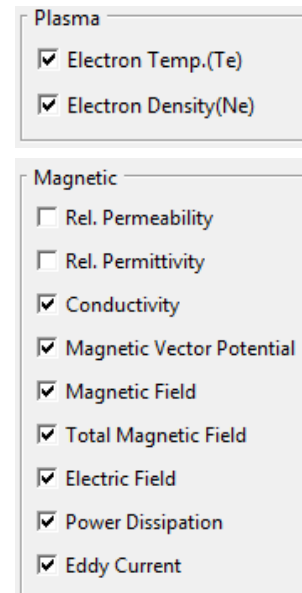 Plasma
Electron Temp.(Te)
Electron Density(Ne)
Magnetic
Rel. Permeability
Rel. Permittivity
Conductivity
Magnetic Vector Potential
Magnetic Field
Total Magnetic Field
Electric Field
Power Dissipation
Eddy Current